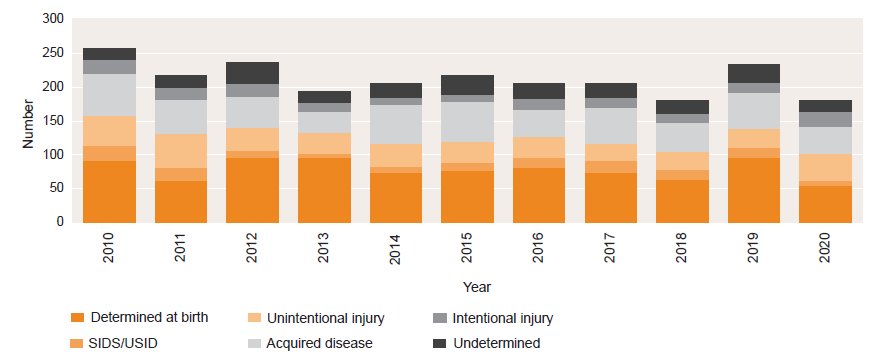 300
250
200
150
100
50
0
Number
2010 2011 2012 2013 2014 2015 2016 2017 2018 2019 2020
Year
Determined at birth Unintentional injury Intentional injury
SIDS/USID Acquired disease Undetermined